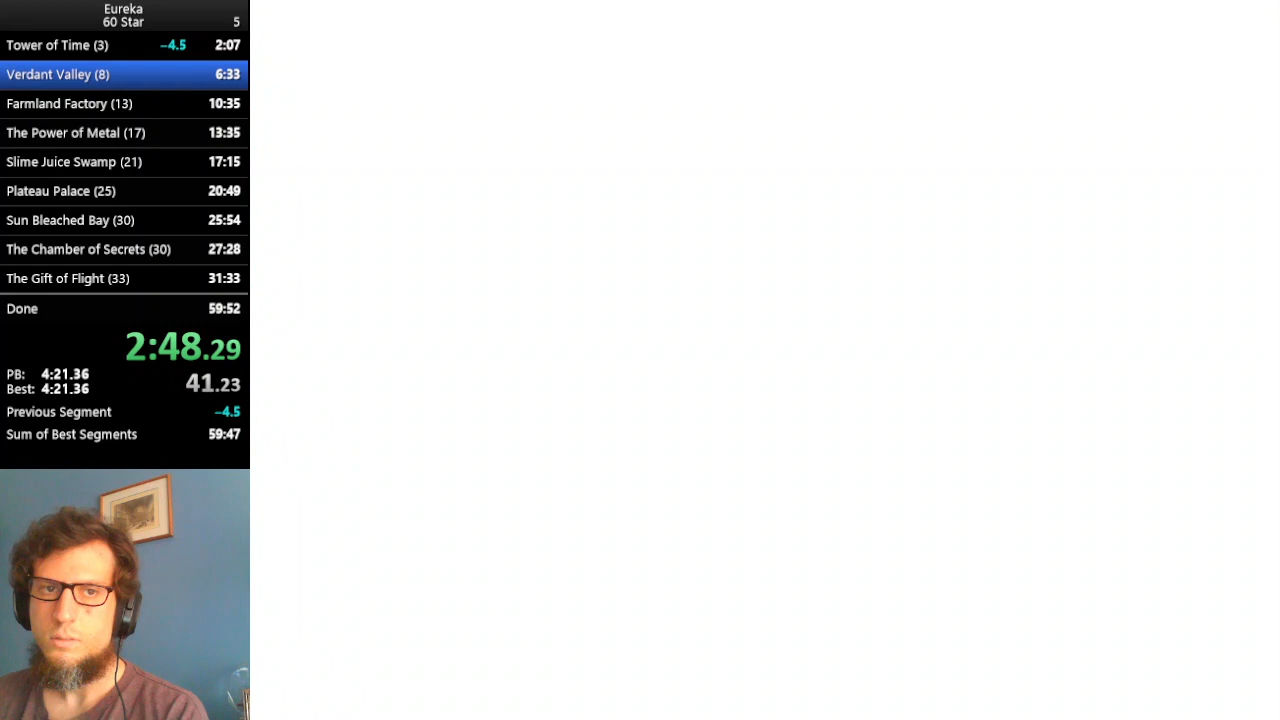 Eureka
60 Star 5
Tower of Time (3) −4.5 2:07
Verdant Valley (8) 6:33
Farmland Factory (13) 10:35
The Power of Metal (17) 13:35
Slime Juice Swamp (21) 17:15
Plateau Palace (25) 20:49
Sun Bleached Bay (30) 25:54
The Chamber of Secrets (30) 27:28
The Gift of Flight (33) 31:33
Done 59:52
2:48.29
PB: 4:21.36
Best: 4:21.36
41.23
Previous Segment −4.5
Sum of Best Segments 59:47